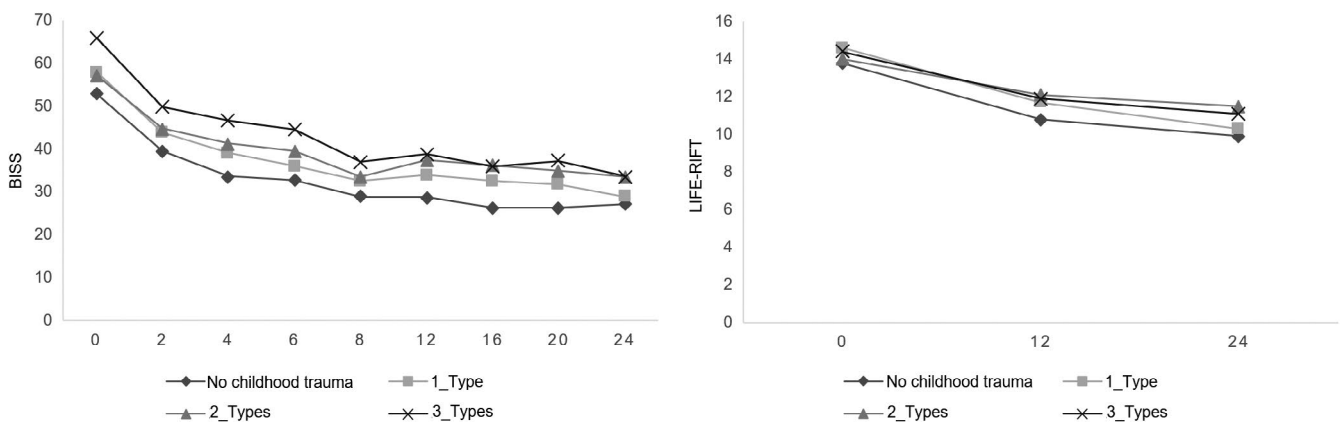 70
60
50
40
30
20
10
0
BISS
0 2 4 6 8 12 16 20 24
No childhood trauma 1_Type
2_Types 3_Types
16
14
12
10
8
6
4
2
0
LIFE-RIFT
0 12 24
No childhood trauma 1_Type
2_Types 3_Types